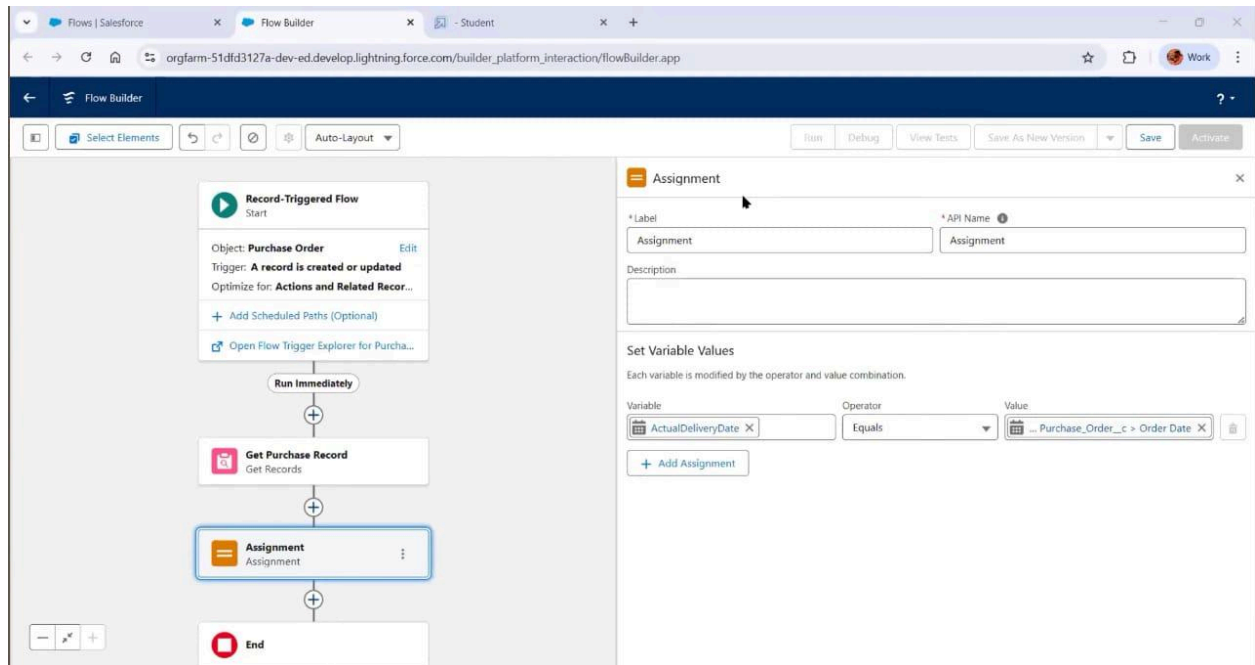 Flows | Salesforce
Flow Builder
- Student
orgfarm-51dfd3127a-dev-ed.develop.lightning.force.com/builder_platform_interaction/flowBuilder.app
Work
Flow Builder
?
Select Elements
Auto-Layout
Run
Debug
View Tests
Save As New Version
Save
Activate
Record-Triggered Flow
Start
Object: Purchase Order
Edit
Trigger: A record is created or updated
Optimize for: Actions and Related Recor...
+ Add Scheduled Paths (Optional)
Open Flow Trigger Explorer for Purcha...
Run Immediately
Get Purchase Record
Get Records
Assignment
Assignment
End
Assignment
* Label
* API Name
Assignment
Assignment
Description
Set Variable Values
Each variable is modified by the operator and value combination.
Variable
Operator
Value
ActualDeliveryDate
Equals
... Purchase_Order__c > Order Date
+ Add Assignment